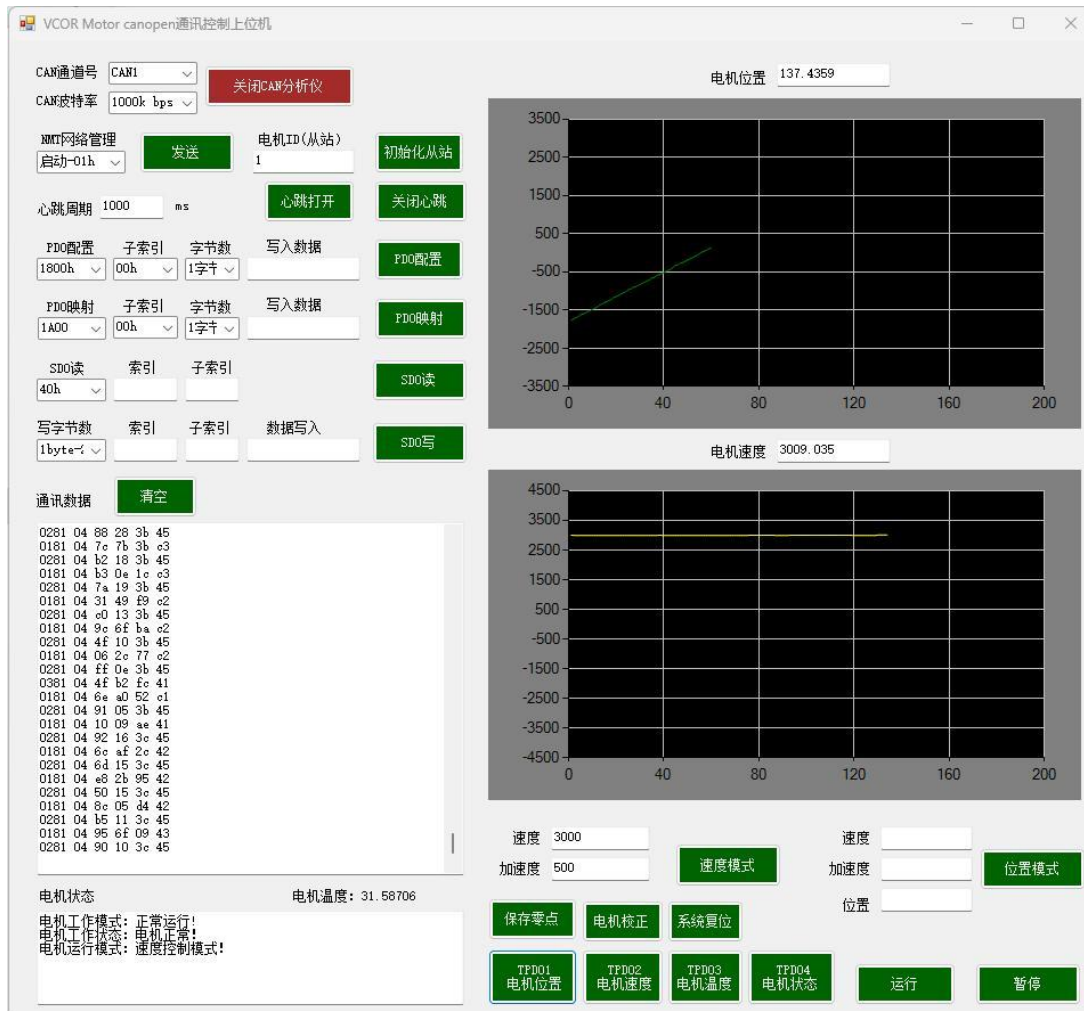 VCOR Motor canopen通讯控制上位机
CAN通道号 CAN1
关闭CAN分析仪
CAN波特率 1000k bps
NMT网络管理
启动-01h
发送
电机ID(从站)
1
初始化从站
心跳周期 1000 ms
心跳打开
关闭心跳
PDO配置 子索引 字节数 写入数据
1800h 00h 1字节
PDO配置
PDO映射 子索引 字节数 写入数据
1A00 00h 1字节
PDO映射
SDO读 索引 子索引
40h
SDO读
写字节数 索引 子索引 数据写入
1byte-2
SDO写
通讯数据
清空
0281 04 88 28 3b 45
0181 04 7c 7b 3b c3
0281 04 b2 18 3b 45
0181 04 b3 0e 1c c3
0281 04 7a 19 3b 45
0181 04 31 49 f9 c2
0281 04 c0 13 3b 45
0181 04 9c 6f ba c2
0281 04 4f 10 3b 45
0181 04 06 2c 77 c2
0281 04 ff 0e 3b 45
0381 04 4f b2 fc 41
0181 04 6e a0 52 c1
0281 04 91 05 3b 45
0181 04 10 09 ae 41
0281 04 92 16 3c 45
0181 04 6c af 2c 42
0281 04 6d 15 3c 45
0181 04 e8 2b 95 42
0281 04 50 15 3c 45
0181 04 8c 05 d4 42
0281 04 b5 11 3c 45
0181 04 95 6f 09 43
0281 04 90 10 3c 45
电机状态
电机温度: 31.58706
电机工作模式: 正常运行!
电机工作状态: 电机正常!
电机运行模式: 速度控制模式!
电机位置 137.4359
3500
2500
1500
500
-500
-1500
-2500
-3500
0 40 80 120 160 200
电机速度 3009.035
4500
3500
2500
1500
500
-500
-1500
-2500
-3500
-4500
0 40 80 120 160 200
速度 3000
加速度 500
速度模式
速度
加速度
位置
位置模式
保存零点
电机校正
系统复位
TPDO1
电机位置
TPDO2
电机速度
TPDO3
电机温度
TPDO4
电机状态
运行
暂停